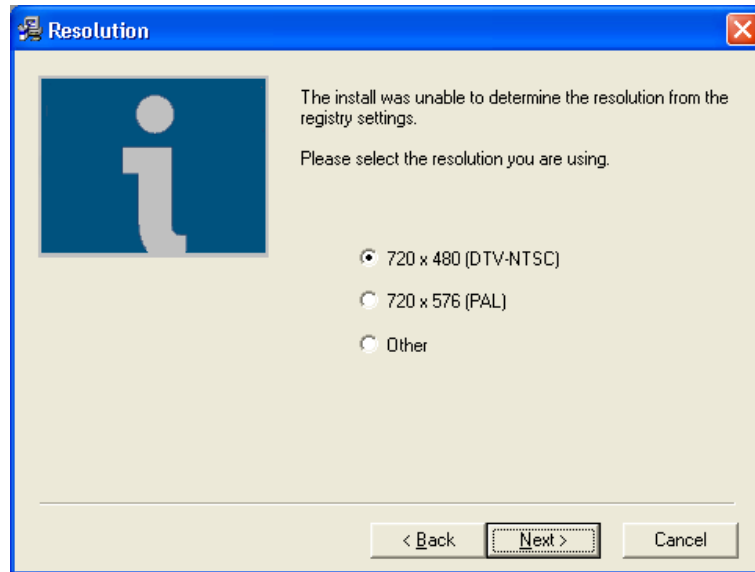 Resolution
The install was unable to determine the resolution from the
registry settings.
Please select the resolution you are using.
720 x 480 (DTV-NTSC)
720 x 576 (PAL)
Other
< Back
Next >
Cancel